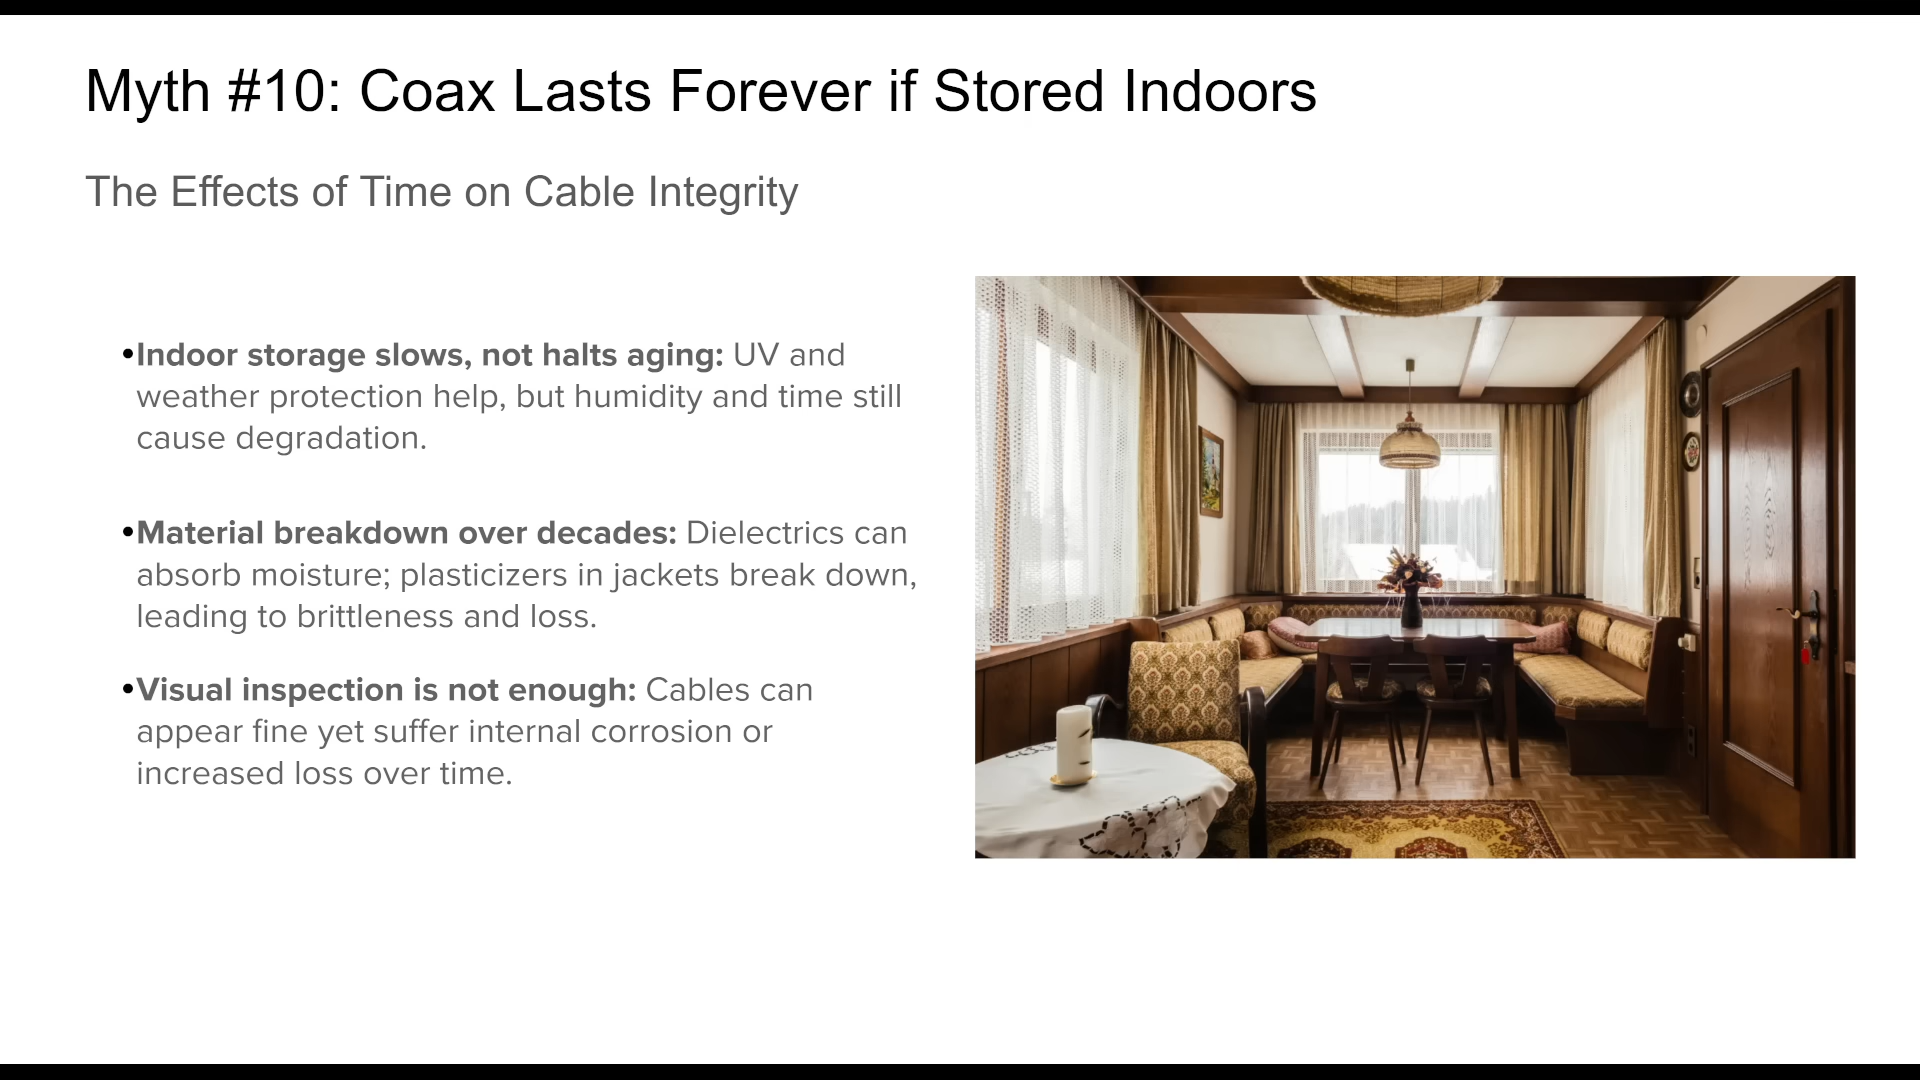 Myth #10: Coax Lasts Forever if Stored Indoors
The Effects of Time on Cable Integrity
•Indoor storage slows, not halts aging: UV and
weather protection help, but humidity and time still
cause degradation.
•Material breakdown over decades: Dielectrics can
absorb moisture; plasticizers in jackets break down,
leading to brittleness and loss.
•Visual inspection is not enough: Cables can
appear fine yet suffer internal corrosion or
increased loss over time.